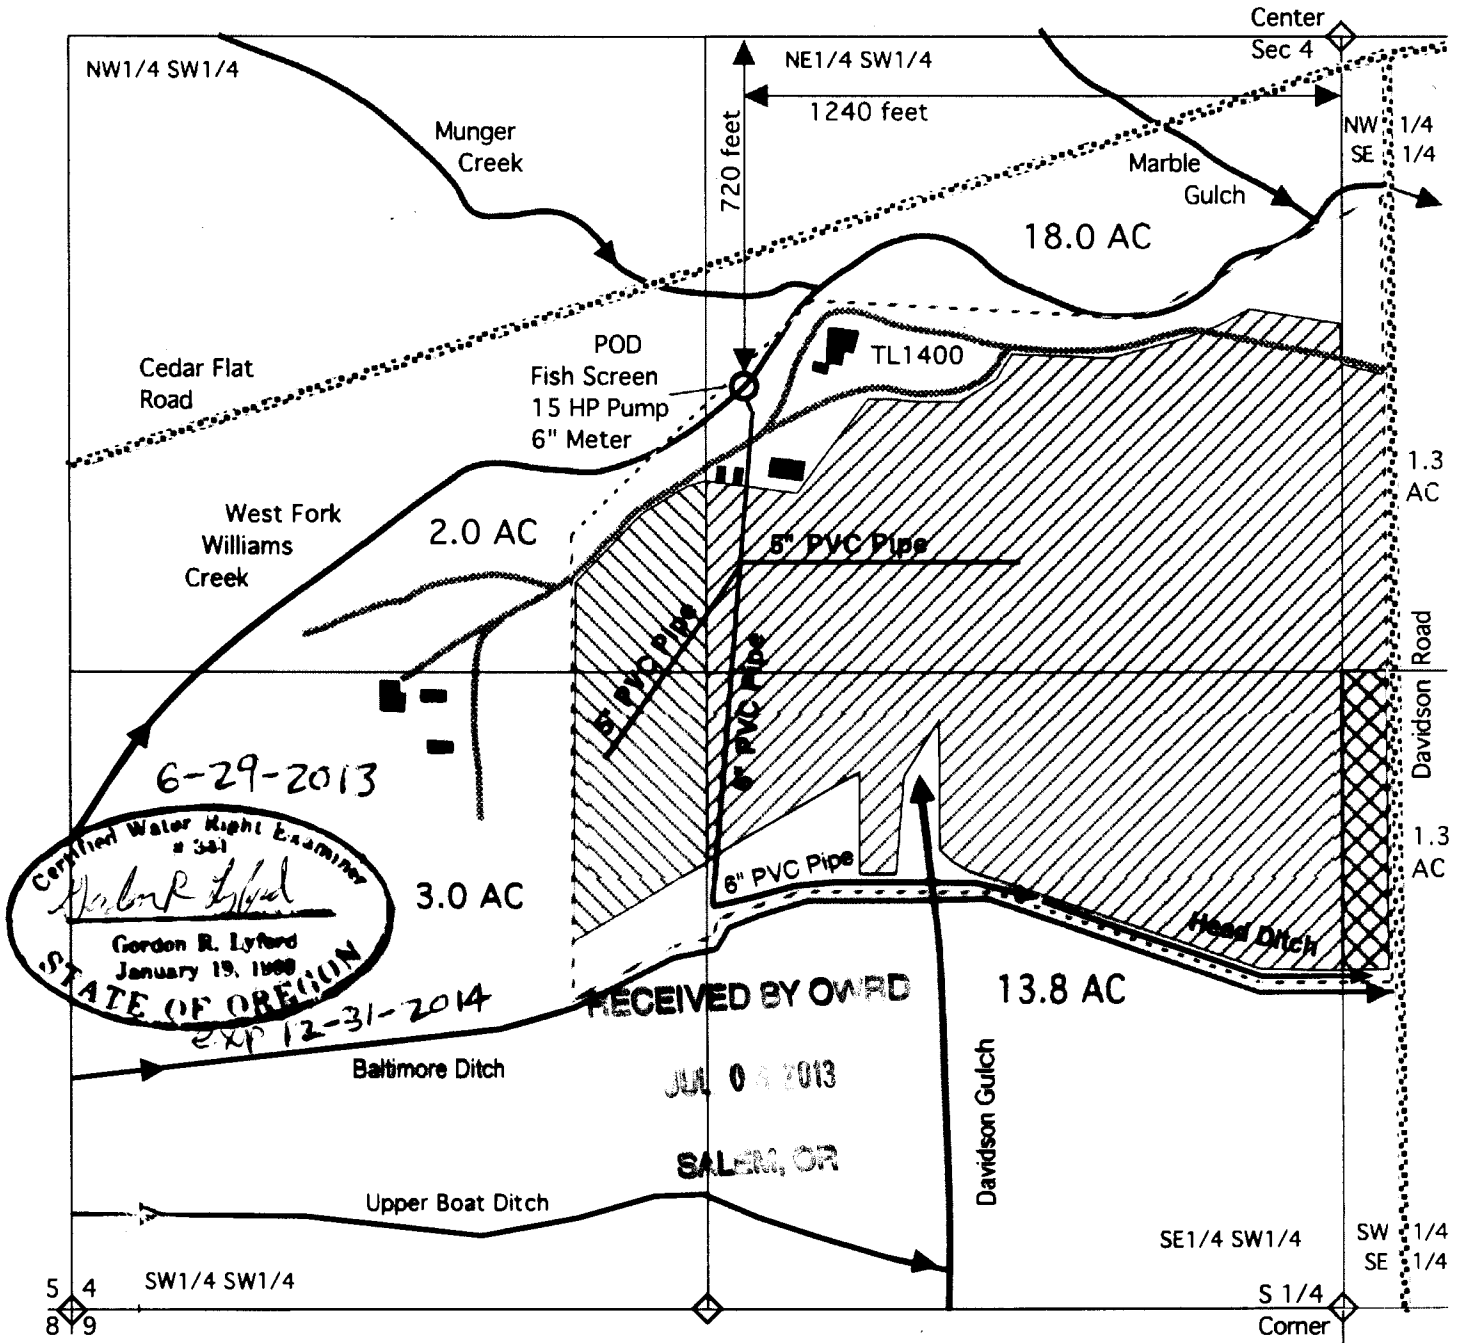 Center
Sec 4
NW1/4 SW1/4
NE1/4 SW1/4
1240 feet
720 feet
NW 1/4
SE 1/4
Munger
Creek
Marble
Gulch
18.0 AC
POD
Fish Screen
15 HP Pump
6" Meter
TL1400
Cedar Flat
Road
1.3
AC
West Fork
Williams
Creek
2.0 AC
5" PVC Pipe
5" PVC Pipe
6" PVC Pipe
Davidson Road
6-29-2013
Certified Water Right Examiner
# 341
Gordon R. Lyford
January 19, 1988
STATE OF OREGON
exp 12-31-2014
3.0 AC
6" PVC Pipe
1.3
AC
Head Ditch
13.8 AC
RECEIVED BY OWRD
JUL 0 2013
SALEM, OR
Baltimore Ditch
Davidson Gulch
Upper Boat Ditch
SE1/4 SW1/4
SW 1/4
SE 1/4
SW1/4 SW1/4
5 4
8 9
S 1/4
Corner